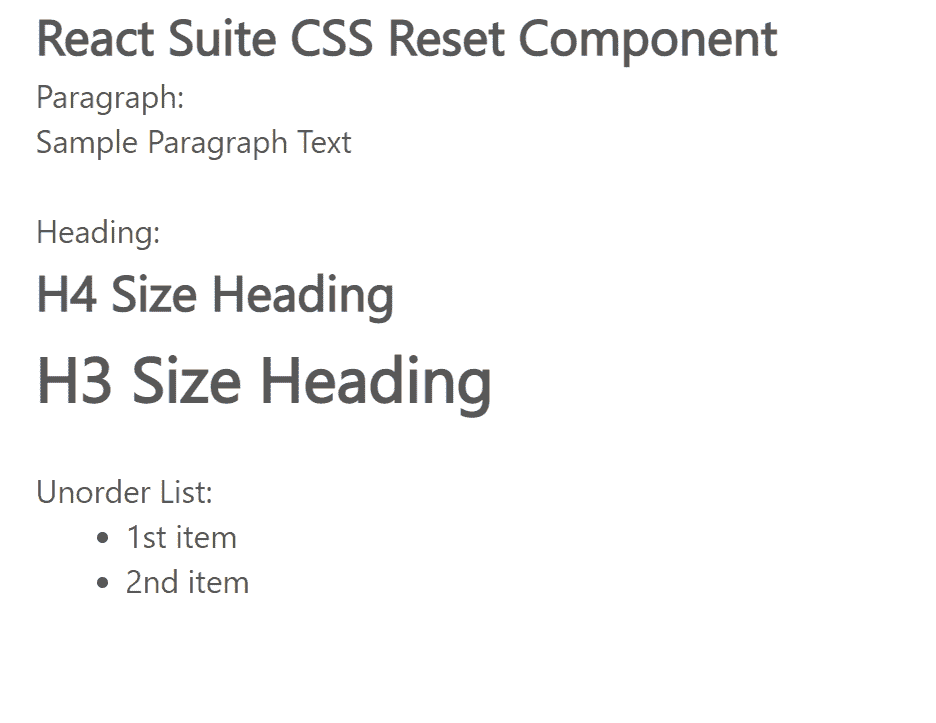 React Suite CSS Reset Component
Paragraph:
Sample Paragraph Text
Heading:
H4 Size Heading
H3 Size Heading
Unorder List:
• 1st item
• 2nd item